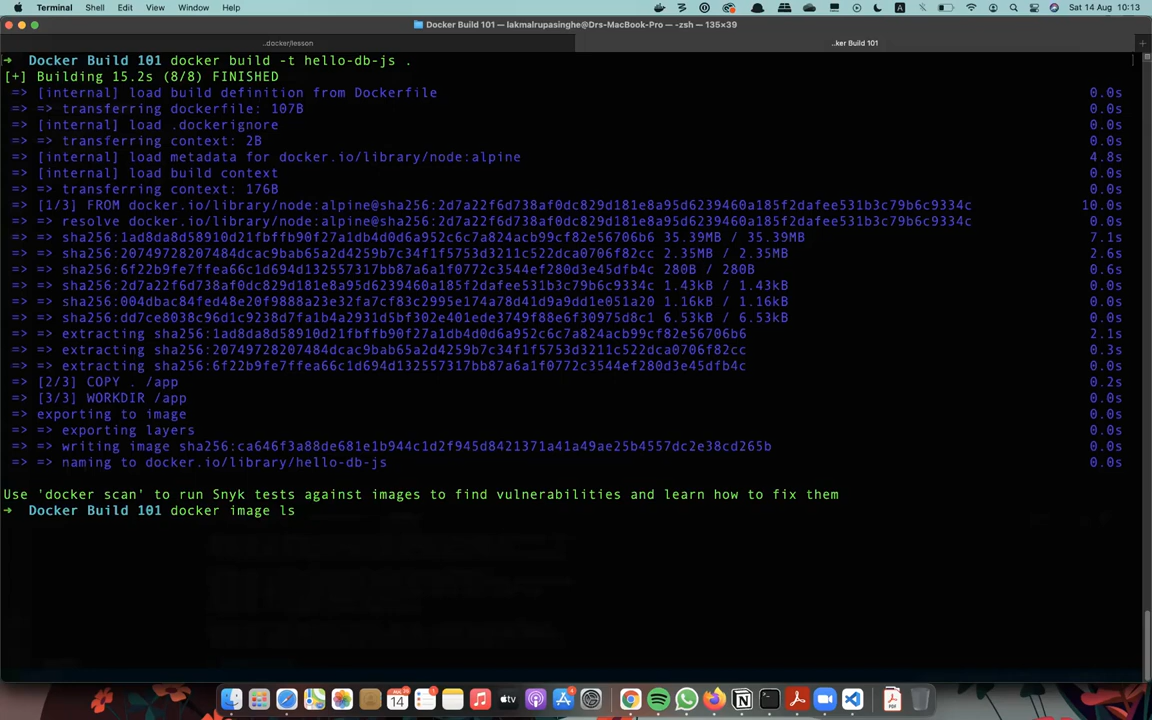 Terminal Shell Edit View Window Help Sat 14 Aug 10:13
Docker Build 101 — lakmalrupasinghe@Drs-MacBook-Pro — -zsh — 135×39
..docker/lesson ..ker Build 101
➜ Docker Build 101 docker build -t hello-db-js .
[+] Building 15.2s (8/8) FINISHED
=> [internal] load build definition from Dockerfile 0.0s
=> => transferring dockerfile: 107B 0.0s
=> [internal] load .dockerignore 0.0s
=> => transferring context: 2B 0.0s
=> [internal] load metadata for docker.io/library/node:alpine 4.8s
=> [internal] load build context 0.0s
=> => transferring context: 176B 0.0s
=> [1/3] FROM docker.io/library/node:alpine@sha256:2d7a22f6d738af0dc829d181e8a95d6239460a185f2dafee531b3c79b6c9334c 10.0s
=> => resolve docker.io/library/node:alpine@sha256:2d7a22f6d738af0dc829d181e8a95d6239460a185f2dafee531b3c79b6c9334c 0.0s
=> => sha256:1ad8da8d58910d21fbffb90f27a1db4d0d6a952c6c7a824acb99cf82e56706b6 35.39MB / 35.39MB 7.1s
=> => sha256:20749728207484dcac9bab65a2d4259b7c34f1f5753d3211c522dca0706f82cc 2.35MB / 2.35MB 2.6s
=> => sha256:6f22b9fe7ffea66c1d694d132557317bb87a6a1f0772c3544ef280d3e45dfb4c 280B / 280B 0.6s
=> => sha256:2d7a22f6d738af0dc829d181e8a95d6239460a185f2dafee531b3c79b6c9334c 1.43kB / 1.43kB 0.0s
=> => sha256:004dbac84fed48e20f9888a23e32fa7cf83c2995e174a78d41d9a9dd1e051a20 1.16kB / 1.16kB 0.0s
=> => sha256:dd7ce8038c96d1c9238d7fa1b4a2931d5bf302e401ede3749f88e6f30975d8c1 6.53kB / 6.53kB 0.0s
=> => extracting sha256:1ad8da8d58910d21fbffb90f27a1db4d0d6a952c6c7a824acb99cf82e56706b6 2.1s
=> => extracting sha256:20749728207484dcac9bab65a2d4259b7c34f1f5753d3211c522dca0706f82cc 0.3s
=> => extracting sha256:6f22b9fe7ffea66c1d694d132557317bb87a6a1f0772c3544ef280d3e45dfb4c 0.0s
=> [2/3] COPY . /app 0.2s
=> [3/3] WORKDIR /app 0.0s
=> exporting to image 0.0s
=> => exporting layers 0.0s
=> => writing image sha256:ca646f3a88de681e1b944c1d2f945d8421371a41a49ae25b4557dc2e38cd265b 0.0s
=> => naming to docker.io/library/hello-db-js 0.0s
Use 'docker scan' to run Snyk tests against images to find vulnerabilities and learn how to fix them
➜ Docker Build 101 docker image ls